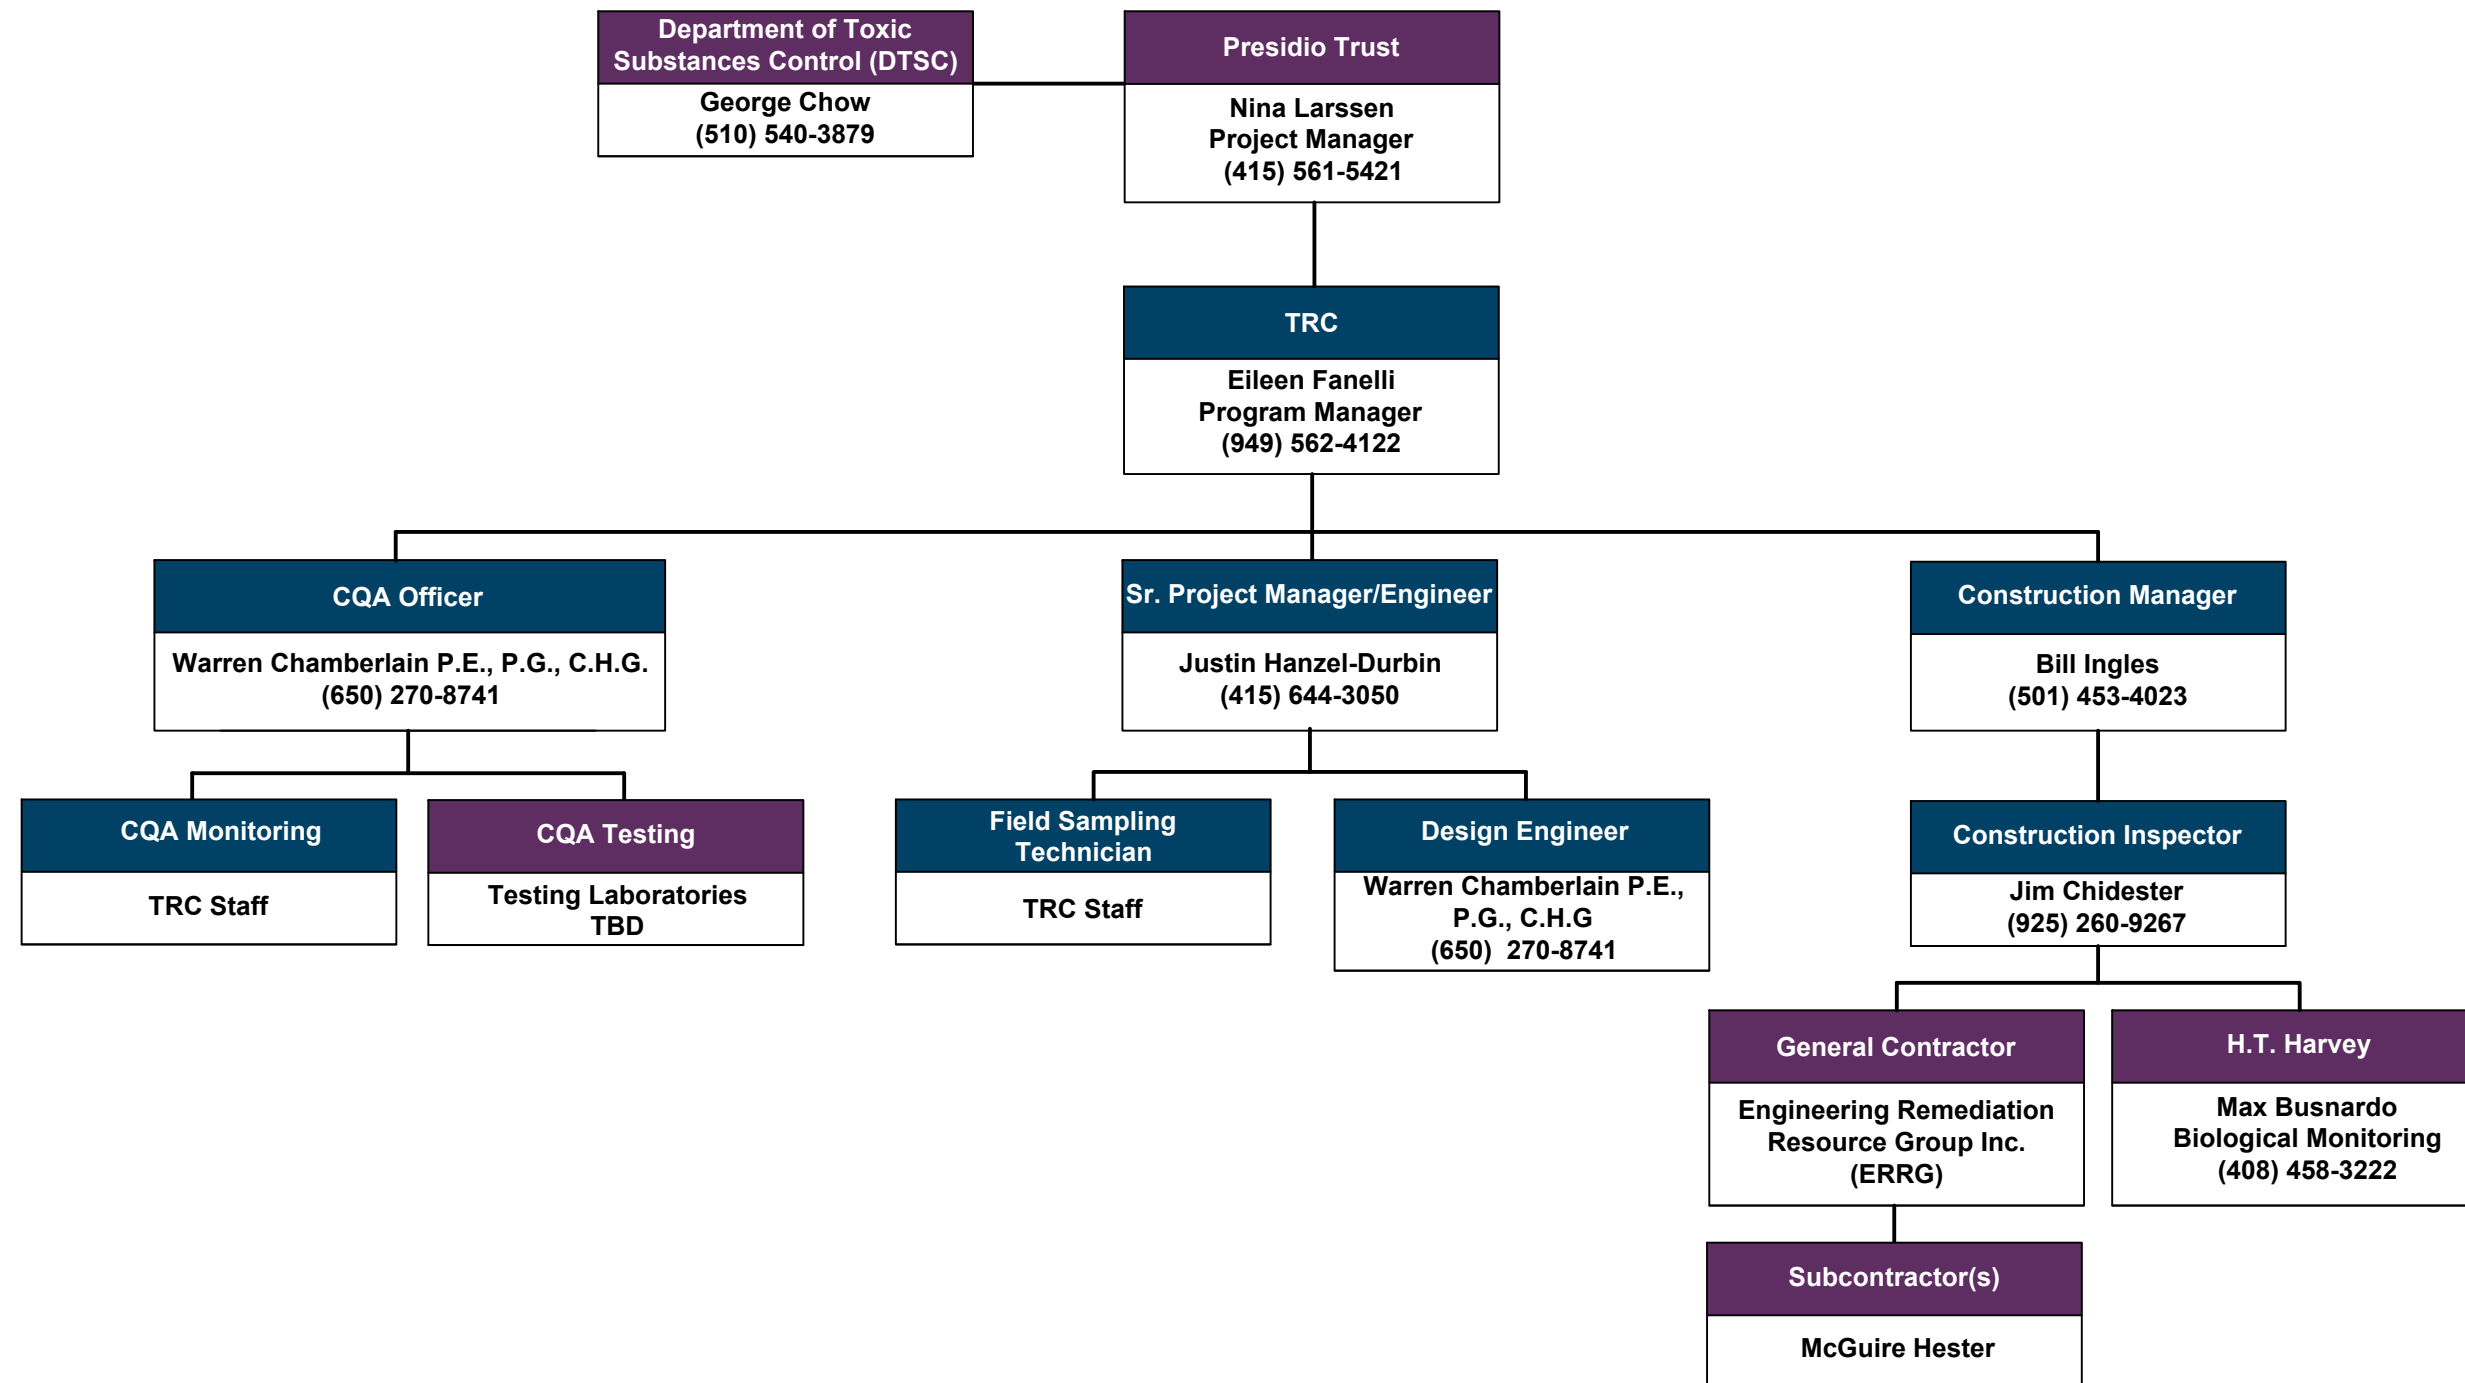 Department of Toxic
Substances Control (DTSC)
George Chow
(510) 540-3879
Presidio Trust
Nina Larssen
Project Manager
(415) 561-5421
TRC
Eileen Fanelli
Program Manager
(949) 562-4122
CQA Officer
Warren Chamberlain P.E., P.G., C.H.G.
(650) 270-8741
Sr. Project Manager/Engineer
Justin Hanzel-Durbin
(415) 644-3050
Construction Manager
Bill Ingles
(501) 453-4023
CQA Monitoring
TRC Staff
CQA Testing
Testing Laboratories
TBD
Field Sampling
Technician
TRC Staff
Design Engineer
Warren Chamberlain P.E.,
P.G., C.H.G
(650)  270-8741
Construction Inspector
Jim Chidester
(925) 260-9267
General Contractor
Engineering Remediation
Resource Group Inc.
(ERRG)
H.T. Harvey
Max Busnardo
Biological Monitoring
(408) 458-3222
Subcontractor(s)
McGuire Hester